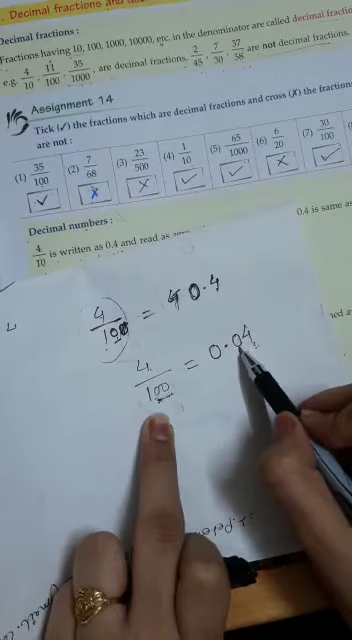 . Decimal fractions and
Decimal fractions :
Fractions having 10, 100, 1000, 10000, etc. in the denominator are called decimal fractio
e.g. 4/10, 11/100, 35/1000, are decimal fractions. 2/45, 7/30, 37/58 are not decimal fractions.
Assignment 14
Tick (✓) the fractions which are decimal fractions and cross (✗) the fractions
are not :
(1) 35/100 (2) 7/68 (3) 23/500 (4) 1/10 (5) 65/1000 (6) 6/20 (7) 30/100
✓ ✗ ✗ ✓ ✓ ✗ ✓
Decimal numbers :
4/10 is written as 0.4 and read as
0.4 is same as
= 0.4
4/100 = 0.04